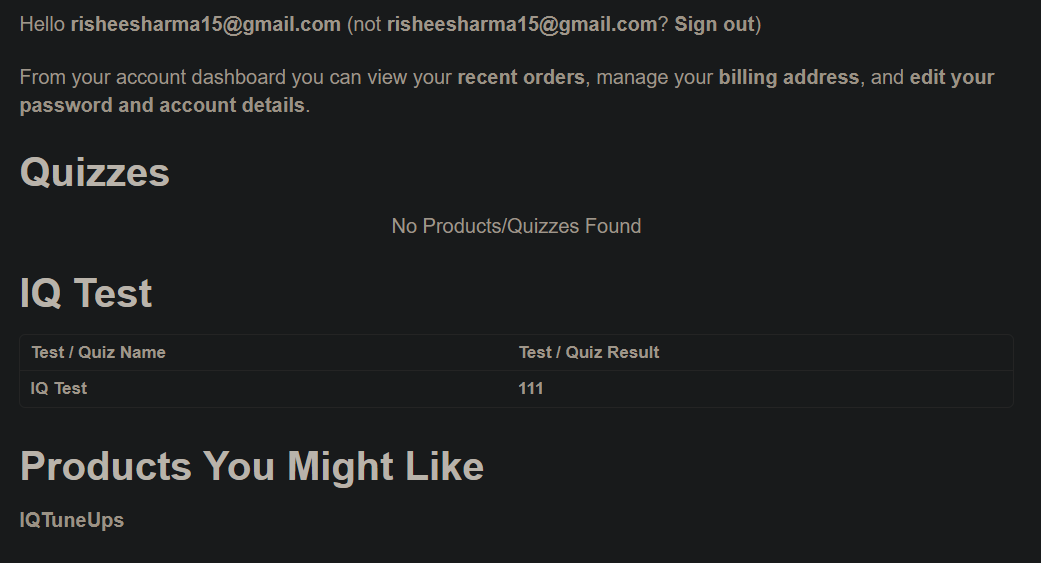 Hello risheesharma15@gmail.com (not risheesharma15@gmail.com? Sign out)
From your account dashboard you can view your recent orders, manage your billing address, and edit your
password and account details.
Quizzes
No Products/Quizzes Found
IQ Test
Test / Quiz Name Test / Quiz Result
IQ Test 111
Products You Might Like
IQTuneUps